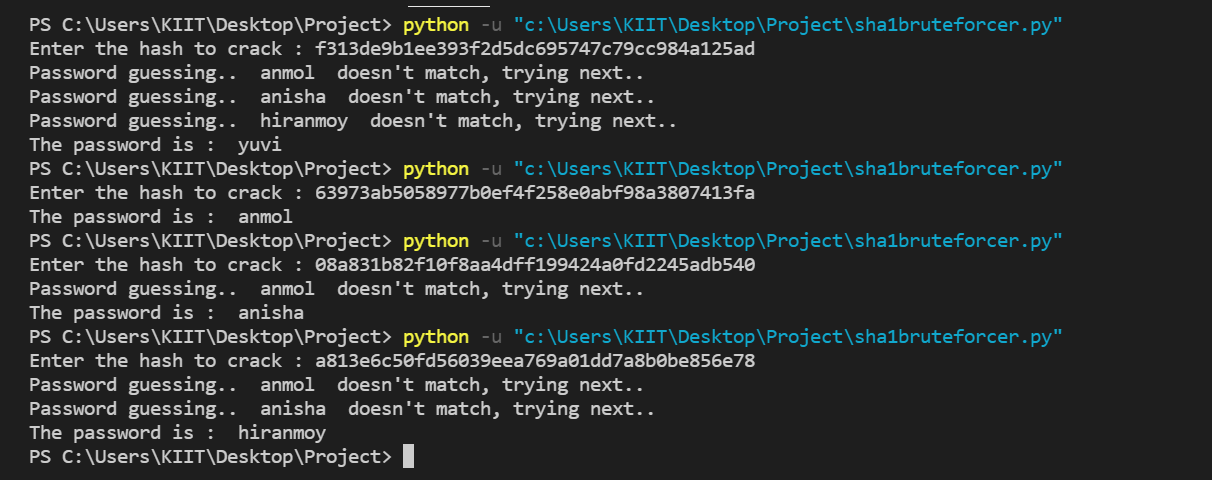 PS C:\Users\KIIT\Desktop\Project> python -u "c:\Users\KIIT\Desktop\Project\sha1bruteforcer.py"
Enter the hash to crack : f313de9b1ee393f2d5dc695747c79cc984a125ad
Password guessing..  anmol  doesn't match, trying next..
Password guessing..  anisha  doesn't match, trying next..
Password guessing..  hiranmoy  doesn't match, trying next..
The password is :  yuvi
PS C:\Users\KIIT\Desktop\Project> python -u "c:\Users\KIIT\Desktop\Project\sha1bruteforcer.py"
Enter the hash to crack : 63973ab5058977b0ef4f258e0abf98a3807413fa
The password is :  anmol
PS C:\Users\KIIT\Desktop\Project> python -u "c:\Users\KIIT\Desktop\Project\sha1bruteforcer.py"
Enter the hash to crack : 08a831b82f10f8aa4dff199424a0fd2245adb540
Password guessing..  anmol  doesn't match, trying next..
The password is :  anisha
PS C:\Users\KIIT\Desktop\Project> python -u "c:\Users\KIIT\Desktop\Project\sha1bruteforcer.py"
Enter the hash to crack : a813e6c50fd56039eea769a01dd7a8b0be856e78
Password guessing..  anmol  doesn't match, trying next..
Password guessing..  anisha  doesn't match, trying next..
The password is :  hiranmoy
PS C:\Users\KIIT\Desktop\Project>